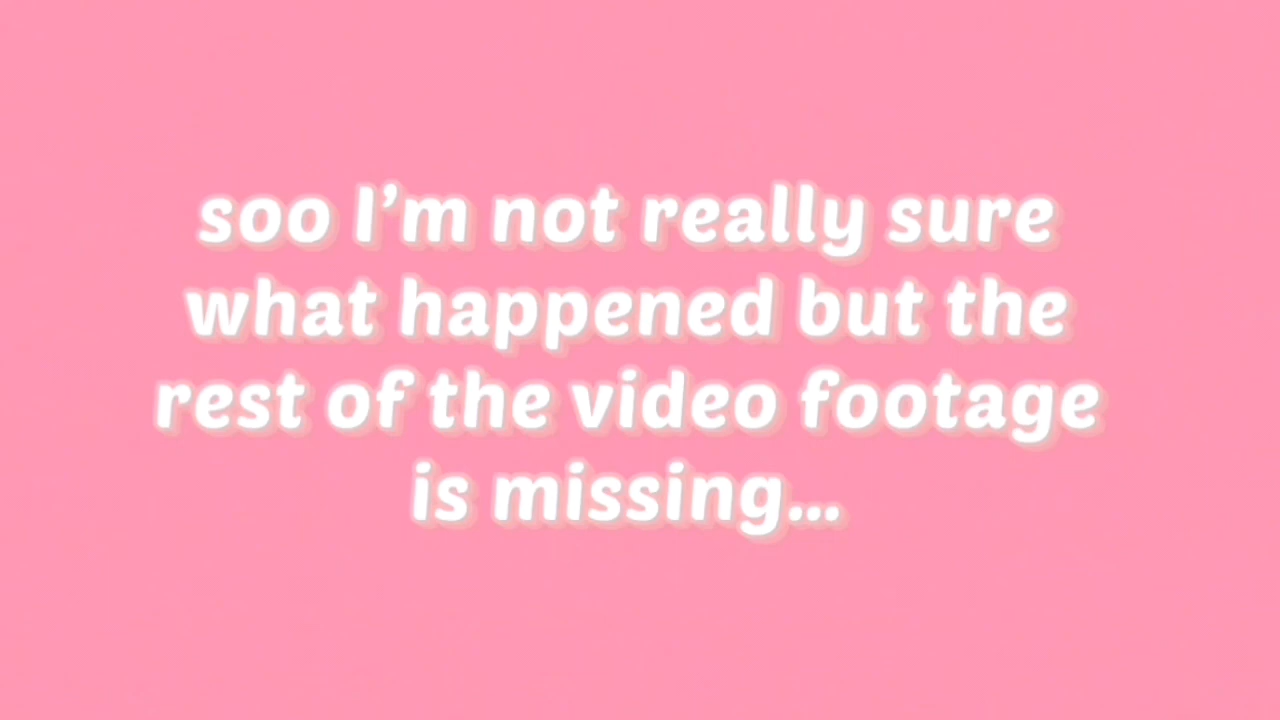 soo I’m not really sure
what happened but the
rest of the video footage
is missing...